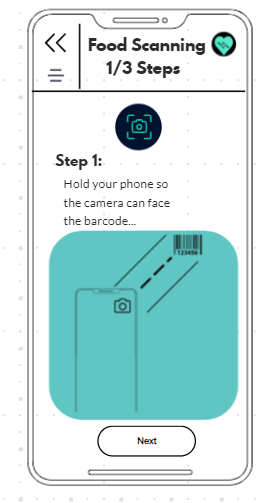 Food Scanning
1/3 Steps
Step 1:
Hold your phone so
the camera can face
the barcode...
123456
Next